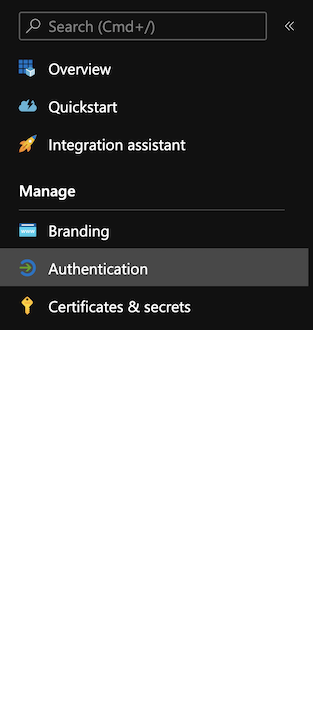 Search (Cmd+/)
Overview
Quickstart
Integration assistant
Manage
Branding
Authentication
Certificates & secrets